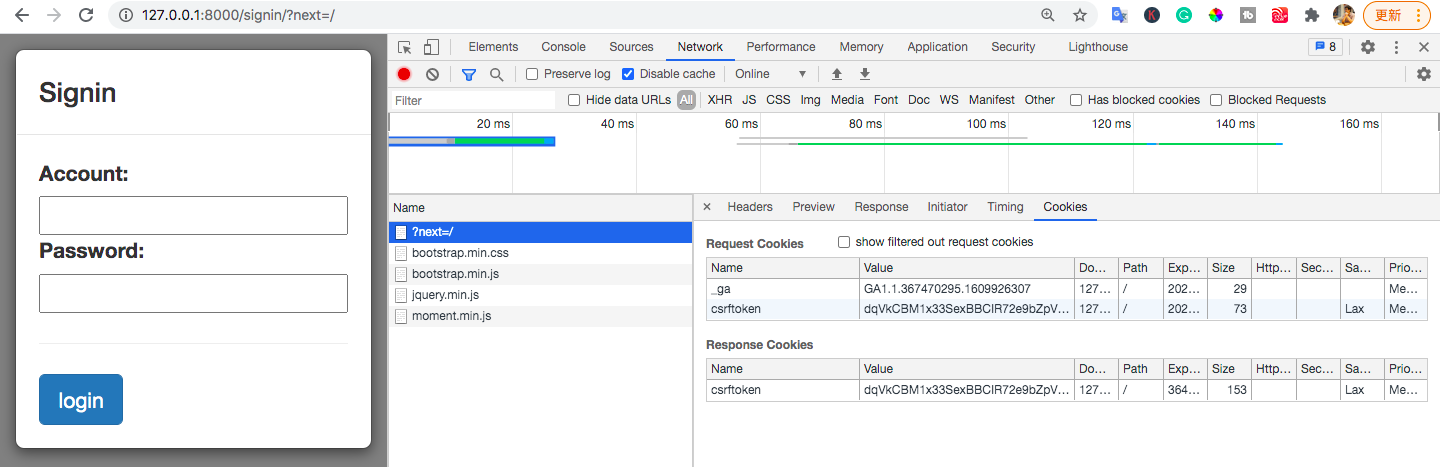 127.0.0.1:8000/signin/?next=/
更新
Signin
Account:
Password:
login
Elements Console Sources Network Performance Memory Application Security Lighthouse 8
Preserve log Disable cache Online
Filter Hide data URLs All XHR JS CSS Img Media Font Doc WS Manifest Other Has blocked cookies Blocked Requests
20 ms 40 ms 60 ms 80 ms 100 ms 120 ms 140 ms 160 ms
Name
?next=/
bootstrap.min.css
bootstrap.min.js
jquery.min.js
moment.min.js
Headers Preview Response Initiator Timing Cookies
Request Cookies show filtered out request cookies
Name Value Do... Path Exp... Size Http... Sec... Sa... Prio...
_ga GA1.1.367470295.1609926307 127... / 202... 29 Me...
csrftoken dqVkCBM1x33SexBBCIR72e9bZpV... 127... / 202... 73 Lax Me...
Response Cookies
Name Value Do... Path Exp... Size Http... Sec... Sa... Prio...
csrftoken dqVkCBM1x33SexBBCIR72e9bZpV... 127... / 364... 153 Lax Me...